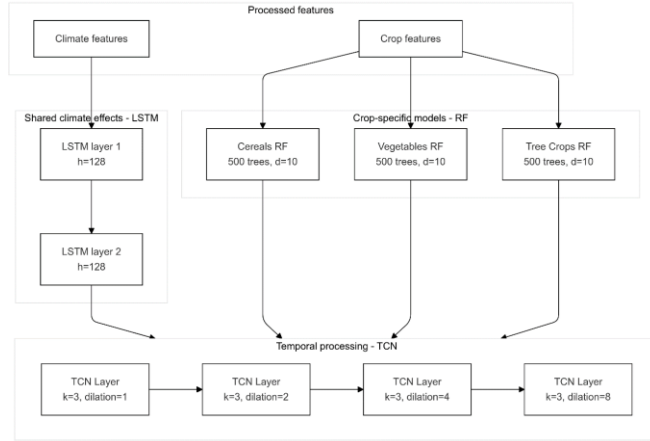 Processed features
Climate features
Crop features
Shared climate effects - LSTM
Crop-specific models - RF
LSTM layer 1
h=128
Cereals RF
500 trees, d=10
Vegetables RF
500 trees, d=10
Tree Crops RF
500 trees, d=10
LSTM layer 2
h=128
Temporal processing - TCN
TCN Layer
k=3, dilation=1
TCN Layer
k=3, dilation=2
TCN Layer
k=3, dilation=4
TCN Layer
k=3, dilation=8